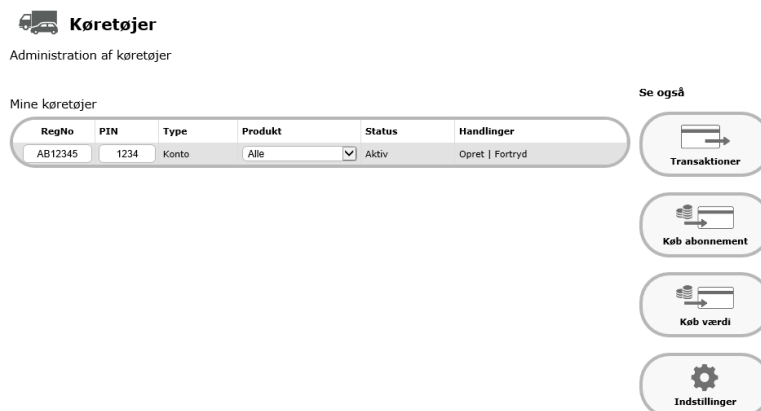 Køretøjer
Administration af køretøjer
Mine køretøjer
RegNo PIN Type Produkt Status Handlinger
AB12345 1234 Konto Alle Aktiv Opret | Fortryd
Se også
Transaktioner
Køb abonnement
Køb værdi
Indstillinger